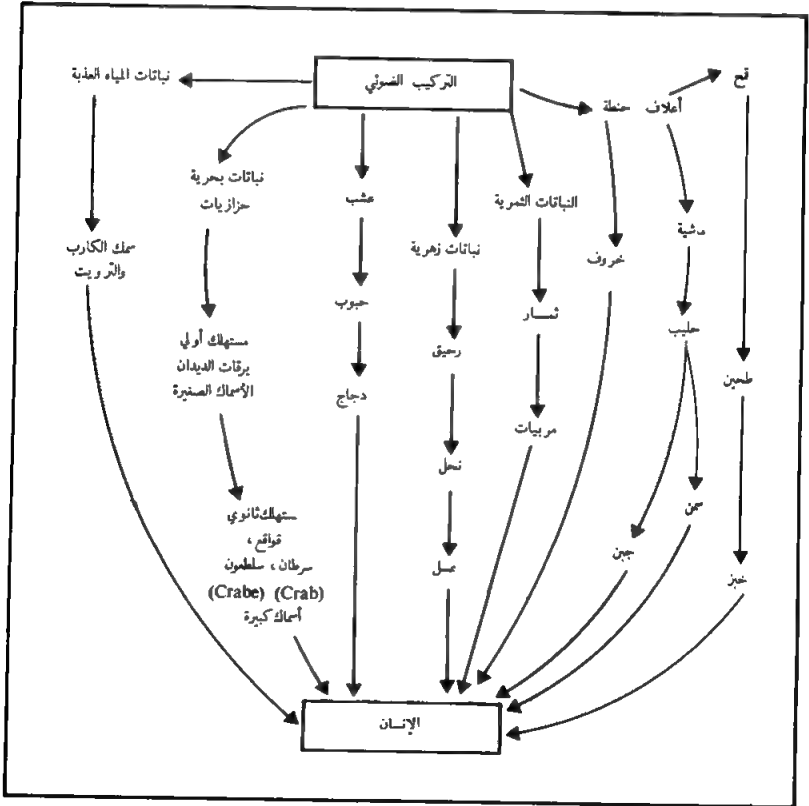 التركيب الضوئي
قمح
طحين
خبز
أعلاف
ماشية
حليب
سمن
جبن
حنطة
خروف
النباتات الثمرية
ثمـــار
مربيات
نباتات زهرية
رحيق
نحل
عسل
عشب
حبوب
دجاج
نباتات بحرية
حزازيات
مستهلك أولي
يرقات الديدان
الأسماك الصغيرة
مستهلك ثانوي
قواقع ،
سرطان ، سلطعون
(Crabe) (Crab)
أسماك كبيرة
نباتات المياه العذبة
سمك الكارب
والترويت
الإنسان